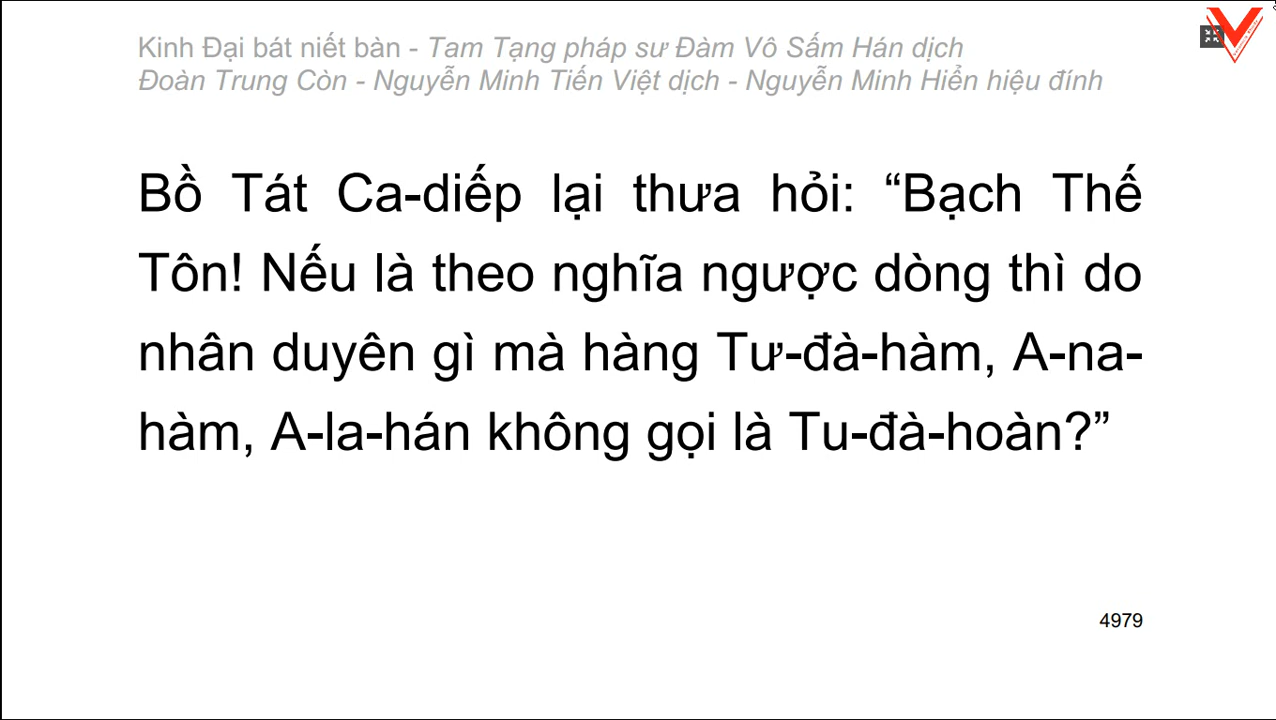 Kinh Đại bát niết bàn - Tam Tạng pháp sư Đàm Vô Sấm Hán dịch
Đoàn Trung Còn - Nguyễn Minh Tiến Việt dịch - Nguyễn Minh Hiển hiệu đính
Bồ Tát Ca-diếp lại thưa hỏi: “Bạch Thế
Tôn! Nếu là theo nghĩa ngược dòng thì do
nhân duyên gì mà hàng Tư-đà-hàm, A-na-
hàm, A-la-hán không gọi là Tu-đà-hoàn?”
4979